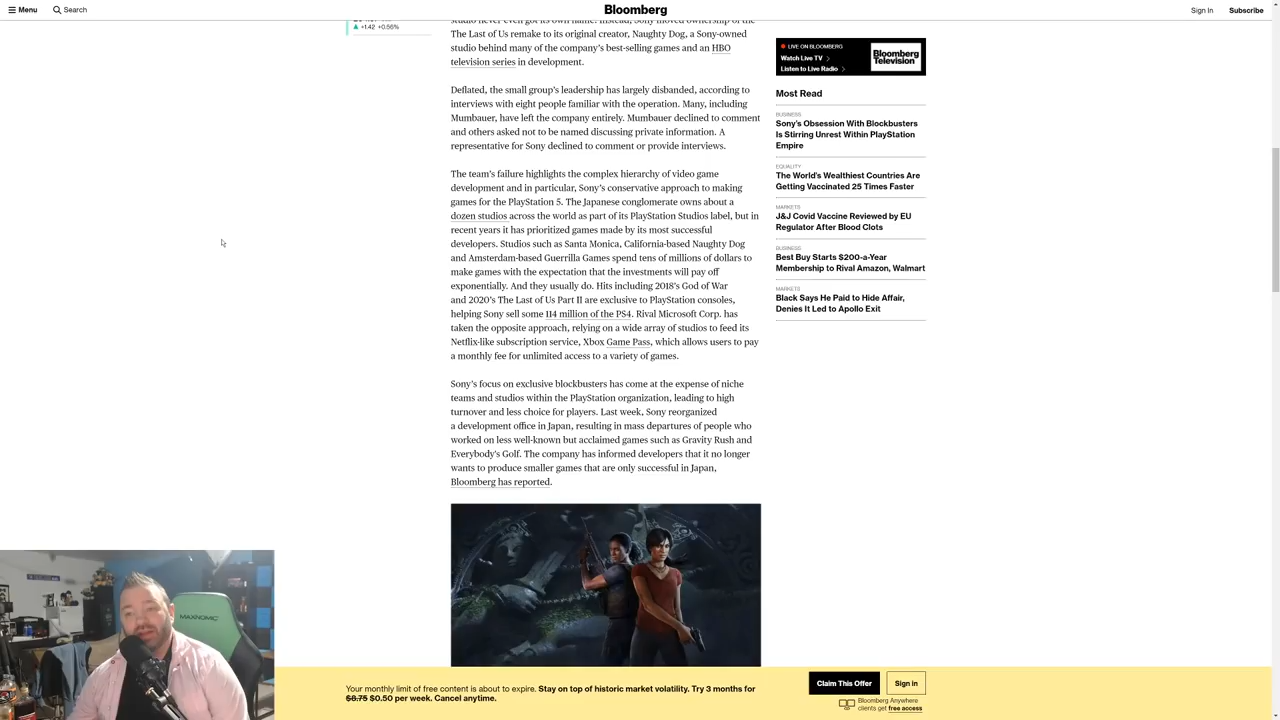 Menu
Search
Bloomberg
Sign In
Subscribe
+1.42 +0.56%
studio never even got its own name! Instead, Sony moved ownership of the
The Last of Us remake to its original creator, Naughty Dog, a Sony-owned
studio behind many of the company's best-selling games and an HBO
television series in development.
Deflated, the small group's leadership has largely disbanded, according to
interviews with eight people familiar with the operation. Many, including
Mumbauer, have left the company entirely. Mumbauer declined to comment
and others asked not to be named discussing private information. A
representative for Sony declined to comment or provide interviews.
The team's failure highlights the complex hierarchy of video game
development and in particular, Sony's conservative approach to making
games for the PlayStation 5. The Japanese conglomerate owns about a
dozen studios across the world as part of its PlayStation Studios label, but in
recent years it has prioritized games made by its most successful
developers. Studios such as Santa Monica, California-based Naughty Dog
and Amsterdam-based Guerrilla Games spend tens of millions of dollars to
make games with the expectation that the investments will pay off
exponentially. And they usually do. Hits including 2018's God of War
and 2020's The Last of Us Part II are exclusive to PlayStation consoles,
helping Sony sell some 114 million of the PS4. Rival Microsoft Corp. has
taken the opposite approach, relying on a wide array of studios to feed its
Netflix-like subscription service, Xbox Game Pass, which allows users to pay
a monthly fee for unlimited access to a variety of games.
Sony's focus on exclusive blockbusters has come at the expense of niche
teams and studios within the PlayStation organization, leading to high
turnover and less choice for players. Last week, Sony reorganized
a development office in Japan, resulting in mass departures of people who
worked on less well-known but acclaimed games such as Gravity Rush and
Everybody's Golf. The company has informed developers that it no longer
wants to produce smaller games that are only successful in Japan,
Bloomberg has reported.
LIVE ON BLOOMBERG
Watch Live TV
Listen to Live Radio
Bloomberg
Television
Most Read
BUSINESS
Sony's Obsession With Blockbusters
Is Stirring Unrest Within PlayStation
Empire
EQUALITY
The World's Wealthiest Countries Are
Getting Vaccinated 25 Times Faster
MARKETS
J&J Covid Vaccine Reviewed by EU
Regulator After Blood Clots
BUSINESS
Best Buy Starts $200-a-Year
Membership to Rival Amazon, Walmart
MARKETS
Black Says He Paid to Hide Affair,
Denies It Led to Apollo Exit
MAXNOMIC
Your monthly limit of free content is about to expire. Stay on top of historic market volatility. Try 3 months for
$8.75 $0.50 per week. Cancel anytime.
Claim This Offer
Sign in
Bloomberg Anywhere
clients get free access